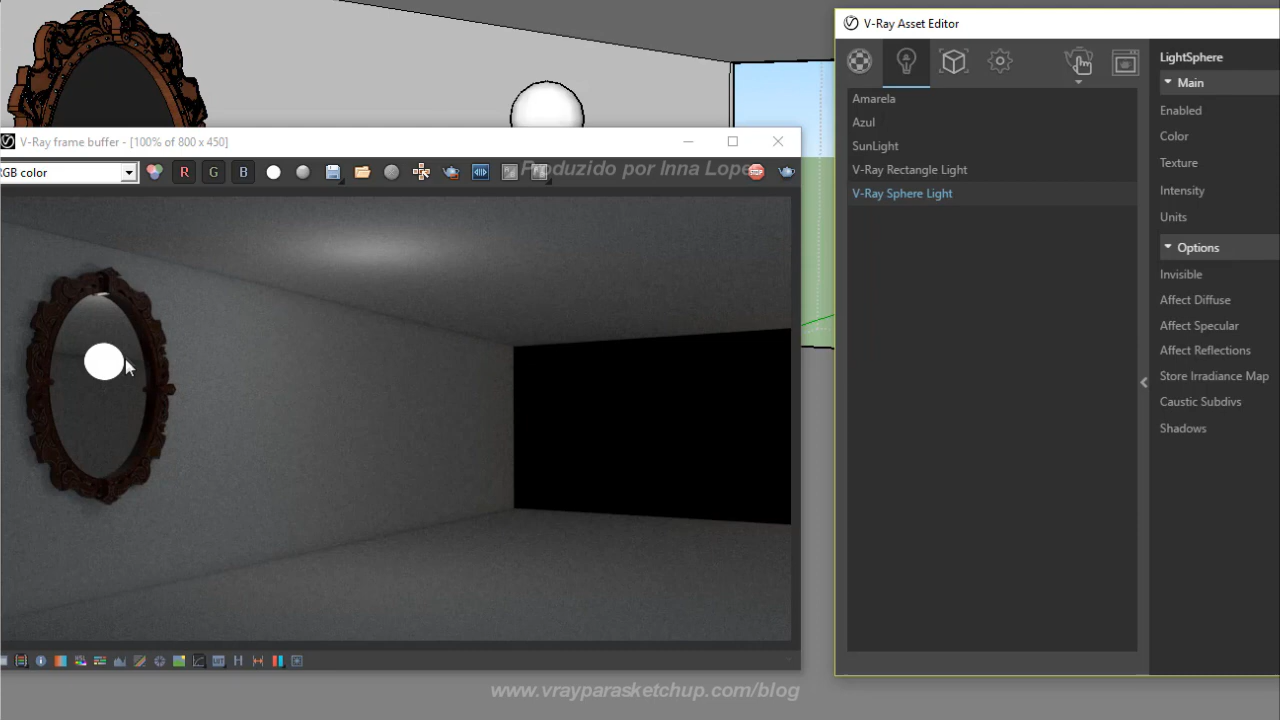 V-Ray Asset Editor
LightSphere
Main
Enabled
Color
Texture
Intensity
Units
Options
Invisible
Affect Diffuse
Affect Specular
Affect Reflections
Store Irradiance Map
Caustic Subdivs
Shadows
Amarela
Azul
SunLight
V-Ray Rectangle Light
V-Ray Sphere Light
V-Ray frame buffer - [100% of 800 x 450]
GB color
R
G
B
Produzido por Inna Lope
H
www.vrayparasketchup.com/blog